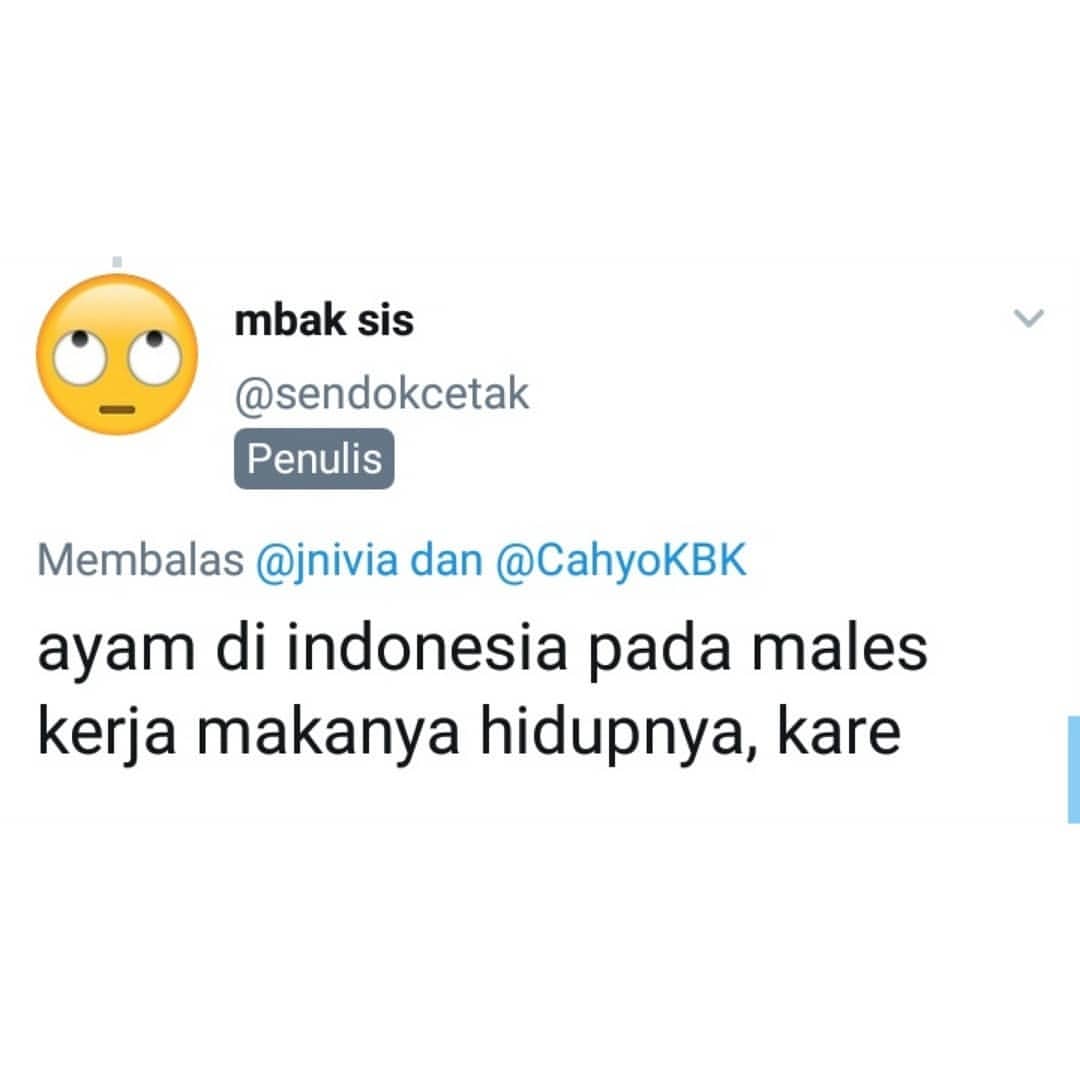 mbak sis
@sendokcetak
Penulis
Membalas @jnivia dan @CahyoKBK
ayam di indonesia pada males
kerja makanya hidupnya, kare